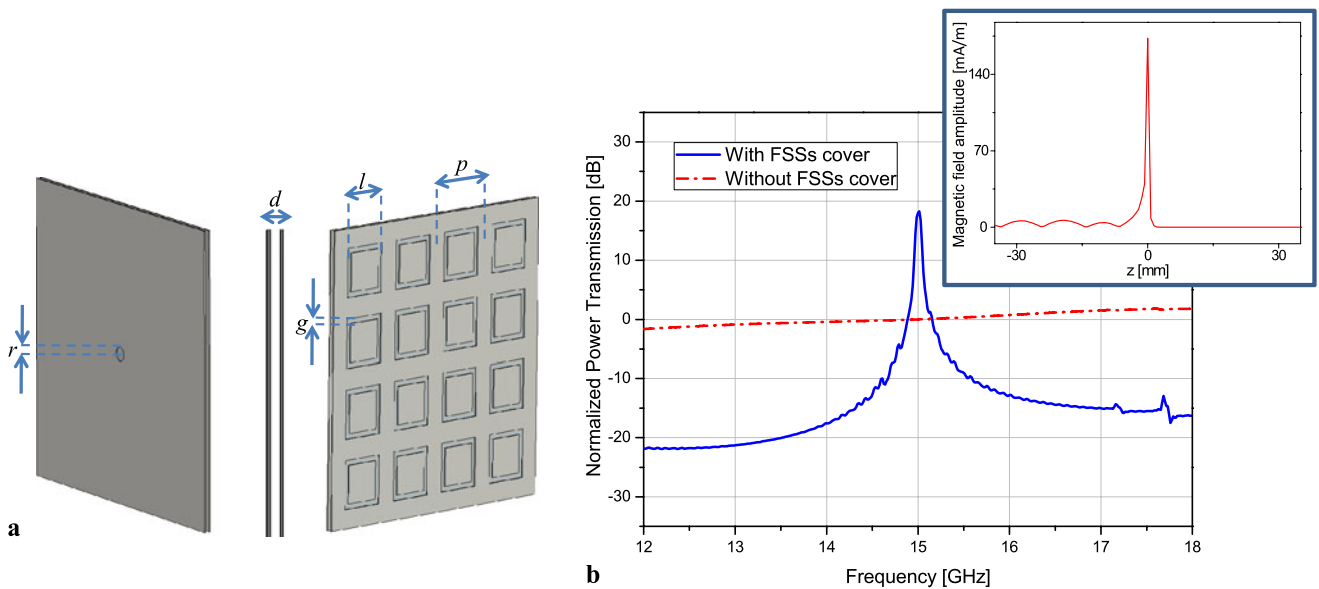 l
p
d
g
r
a
Normalized Power Transmission [dB]
30
20
10
0
-10
-20
-30
With FSSs cover
Without FSSs cover
12
13
14
15
16
17
18
Frequency [GHz]
b
Magnetic field amplitude [mA/m]
140
70
0
-30
0
30
z [mm]